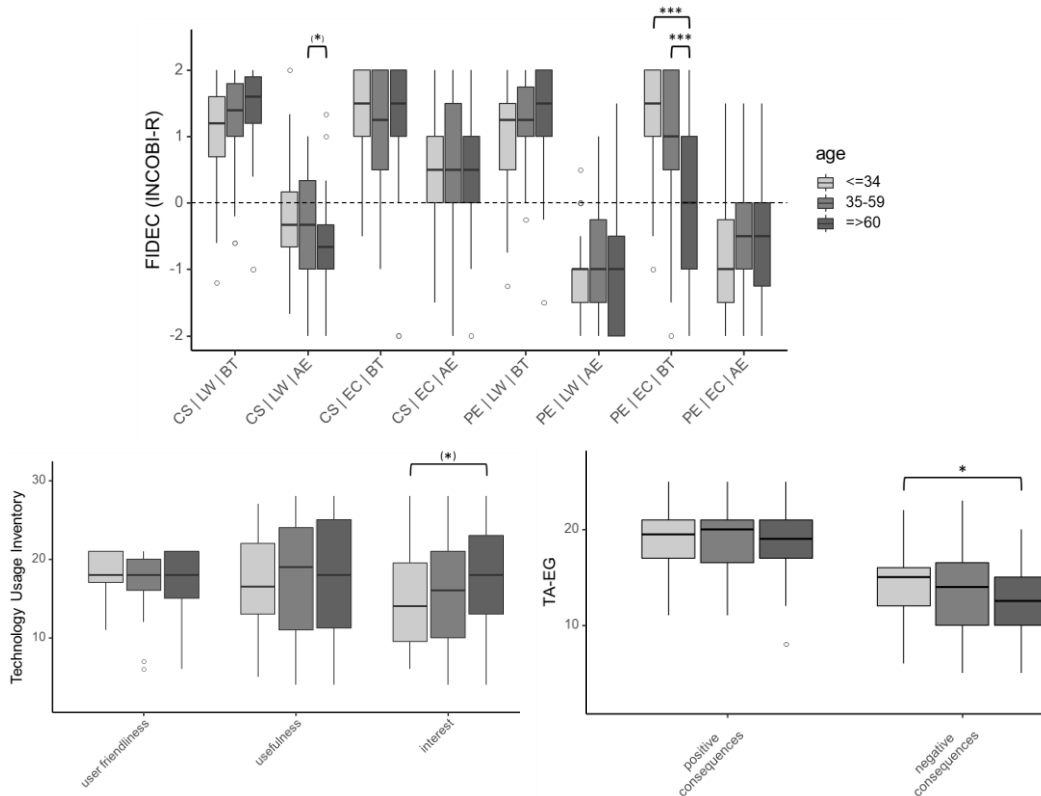 ***
(*)
***
2
1
0
-1
-2
FIDEC (INCOBI-R)
age
<=34
35-59
=>60
CS | LW | BT
CS | LW | AE
CS | EC | BT
CS | EC | AE
PE | LW | BT
PE | LW | AE
PE | EC | BT
PE | EC | AE
(*)
30
20
10
Technology Usage Inventory
user friendliness
usefulness
interest
*
20
10
TA-EG
positive
consequences
negative
consequences